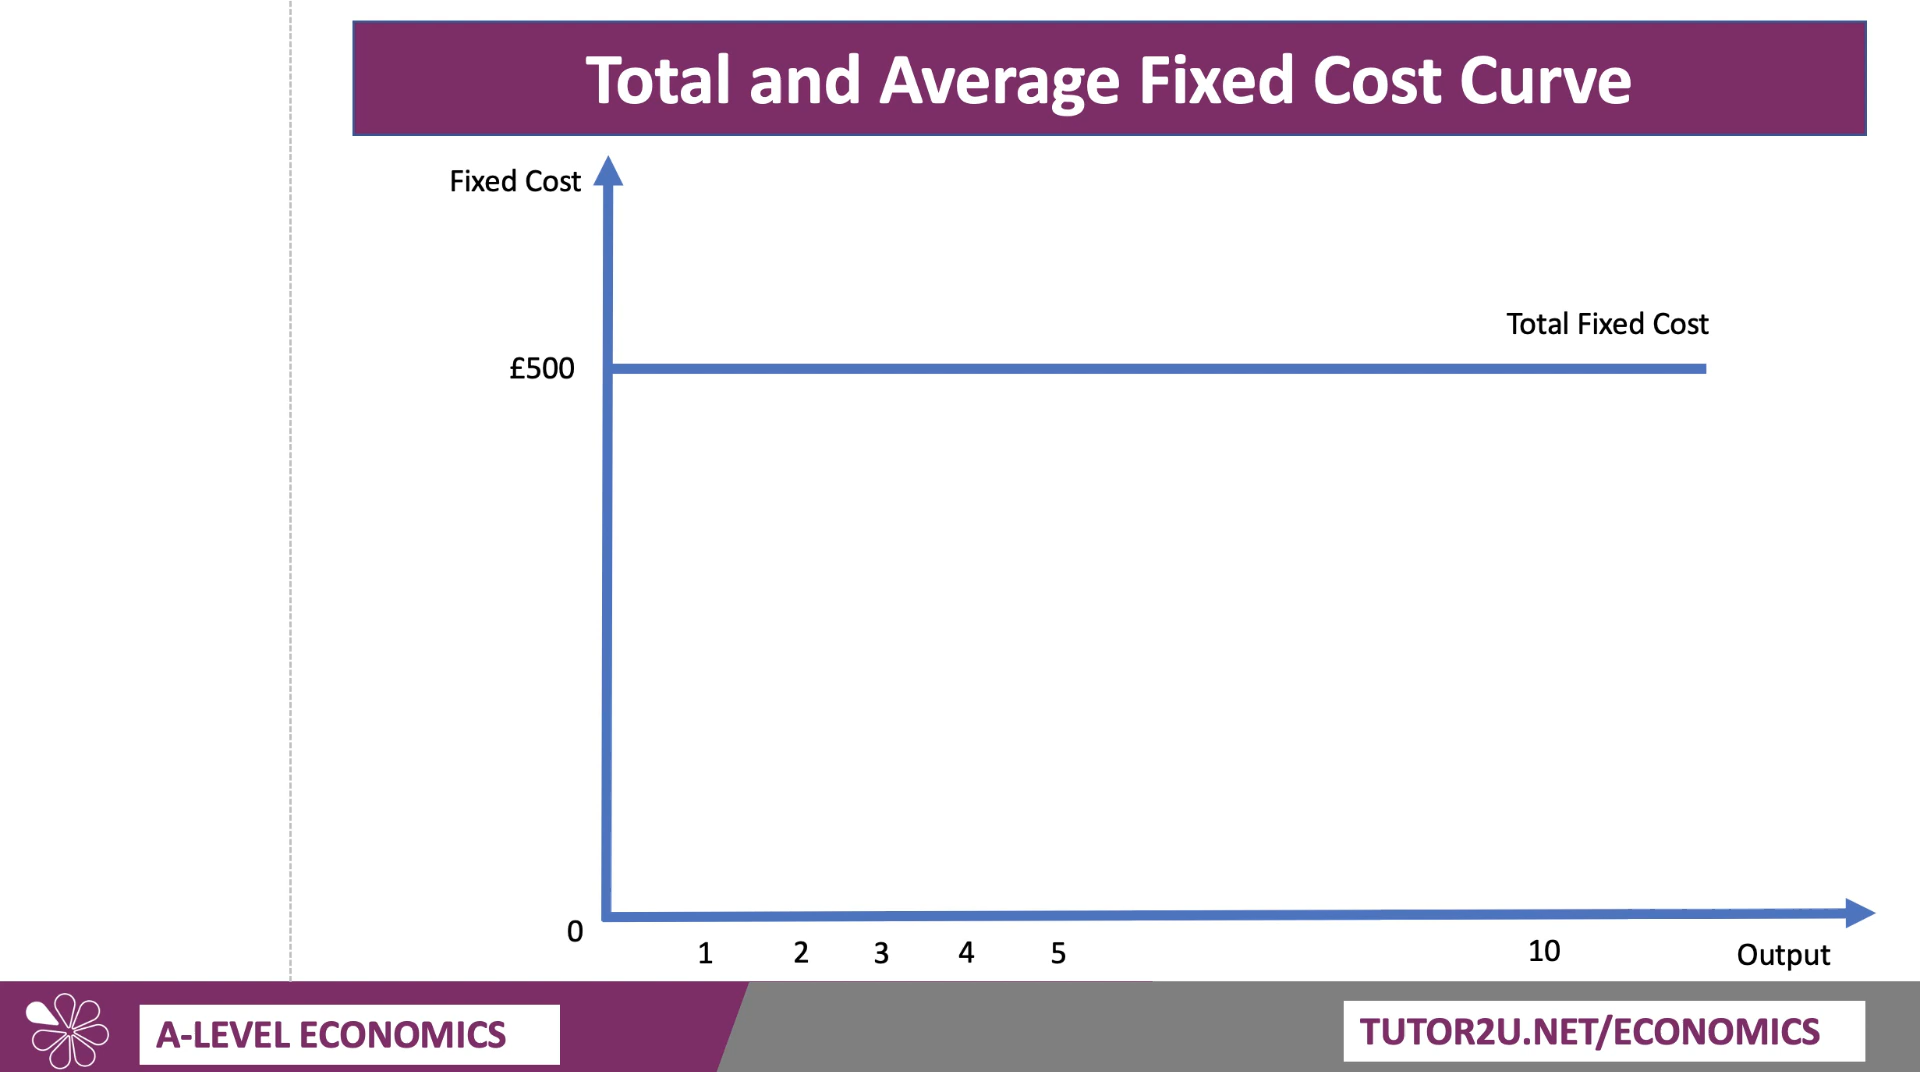 Total and Average Fixed Cost Curve
Fixed Cost
Total Fixed Cost
£500
0
1 2 3 4 5 10 Output
A-LEVEL ECONOMICS
TUTOR2U.NET/ECONOMICS